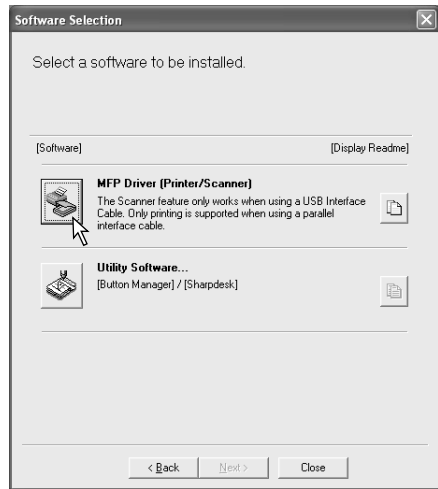 Software Selection
Select a software to be installed.
[Software] [Display Readme]
MFP Driver (Printer/Scanner)
The Scanner feature only works when using a USB Interface
Cable. Only printing is supported when using a parallel
interface cable.
Utility Software...
[Button Manager] / [Sharpdesk]
< Back Next > Close